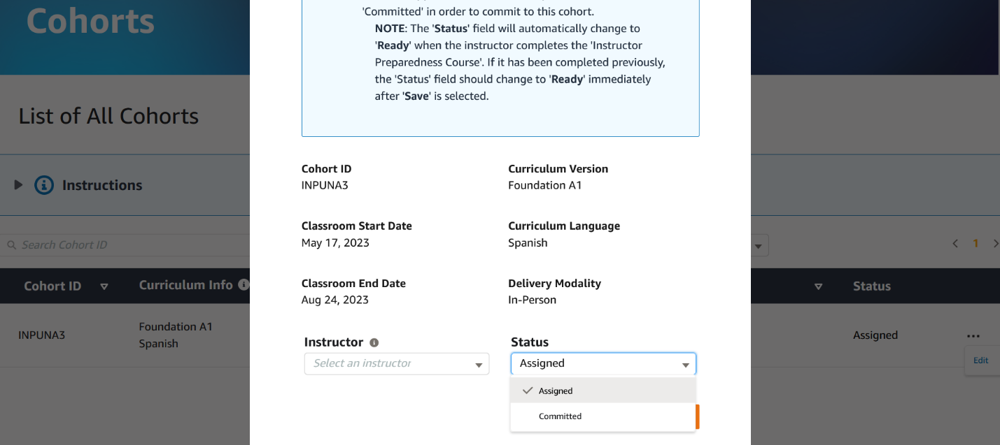 Cohorts
List of All Cohorts
Instructions
Search Cohort ID
1
Cohort ID
Curriculum Info
Status
INPUNA3
Foundation A1
Spanish
Assigned
Edit
'Committed' in order to commit to this cohort.
NOTE: The 'Status' field will automatically change to
'Ready' when the instructor completes the 'Instructor
Preparedness Course'. If it has been completed previously,
the 'Status' field should change to 'Ready' immediately
after 'Save' is selected.
Cohort ID
INPUNA3
Curriculum Version
Foundation A1
Classroom Start Date
May 17, 2023
Curriculum Language
Spanish
Classroom End Date
Aug 24, 2023
Delivery Modality
In-Person
Instructor
Select an instructor
Status
Assigned
Assigned
Committed